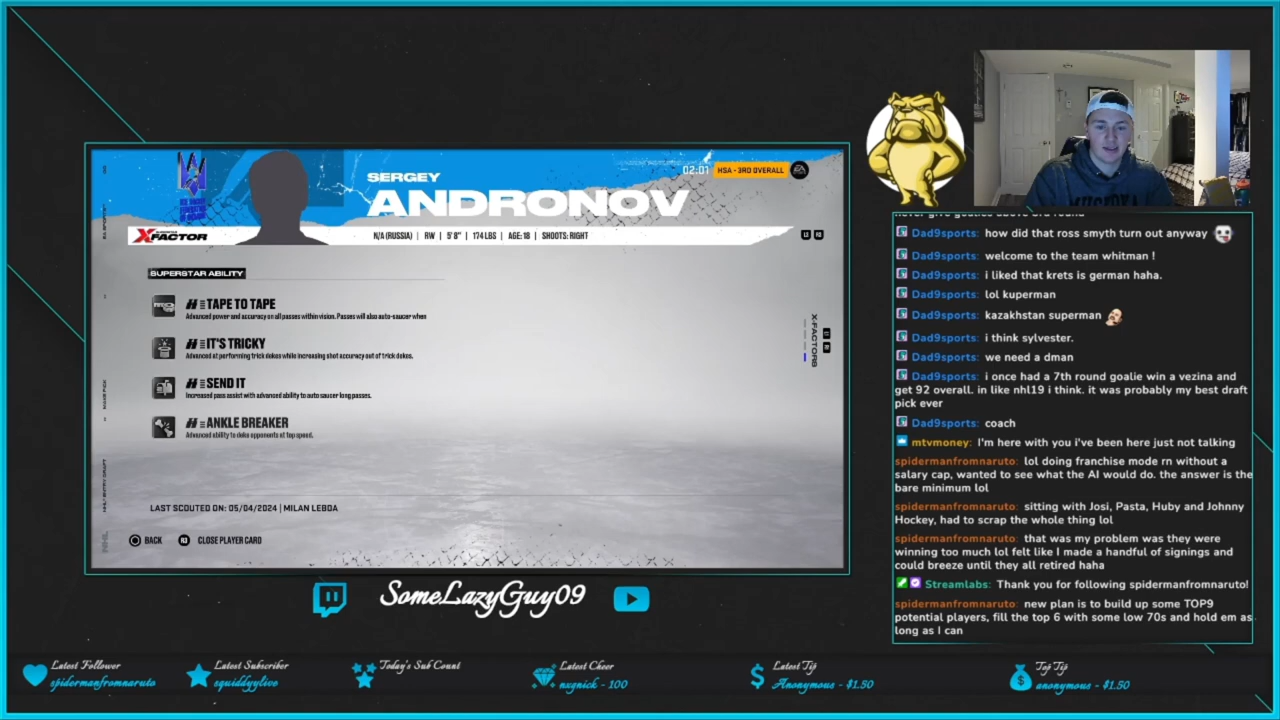 SERGEY
ANDRONOV
02:01 HSA - 3RD OVERALL
SUPERSTAR
X FACTOR
N/A (RUSSIA) | RW | 5' 8" | 174 LBS | AGE: 18 | SHOOTS: RIGHT
SUPERSTAR ABILITY
TAPE TO TAPE
Advanced power and accuracy on all passes within vision. Passes will also auto-saucer when
IT'S TRICKY
Advanced at performing trick dekes while increasing shot accuracy out of trick dekes.
SEND IT
Increased pass assist with advanced ability to auto saucer long passes.
ANKLE BREAKER
Advanced ability to deke opponents at top speed.
X-FACTORS
LAST SCOUTED ON: 05/04/2024 | MILAN LEBDA
BACK
R3 CLOSE PLAYER CARD
NHL
SomeLazyGuy09
never give goalies above 3rd round
Dad9sports: how did that ross smyth turn out anyway
Dad9sports: welcome to the team whitman !
Dad9sports: i liked that krets is german haha.
Dad9sports: lol kuperman
Dad9sports: kazakhstan superman
Dad9sports: i think sylvester.
Dad9sports: we need a dman
Dad9sports: i once had a 7th round goalie win a vezina and
get 92 overall. in like nhl19 i think. it was probably my best draft
pick ever
Dad9sports: coach
mtvmoney: I'm here with you i've been here just not talking
spidermanfromnaruto: lol doing franchise mode rn without a
salary cap, wanted to see what the AI would do. the answer is the
bare minimum lol
spidermanfromnaruto: sitting with Josi, Pasta, Huby and Johnny
Hockey, had to scrap the whole thing lol
spidermanfromnaruto: that was my problem was they were
winning too much lol felt like I made a handful of signings and
could breeze until they all retired haha
Streamlabs: Thank you for following spidermanfromnaruto!
spidermanfromnaruto: new plan is to build up some TOP9
potential players, fill the top 6 with some low 70s and hold em as
long as I can
Latest Follower
spidermanfromnaruto
Latest Subscriber
squiddyylive
Today's Sub Count
Latest Cheer
nxgnick - 100
Latest Tip
Anonymous - $1.50
Top Tip
anonymous - $1.50